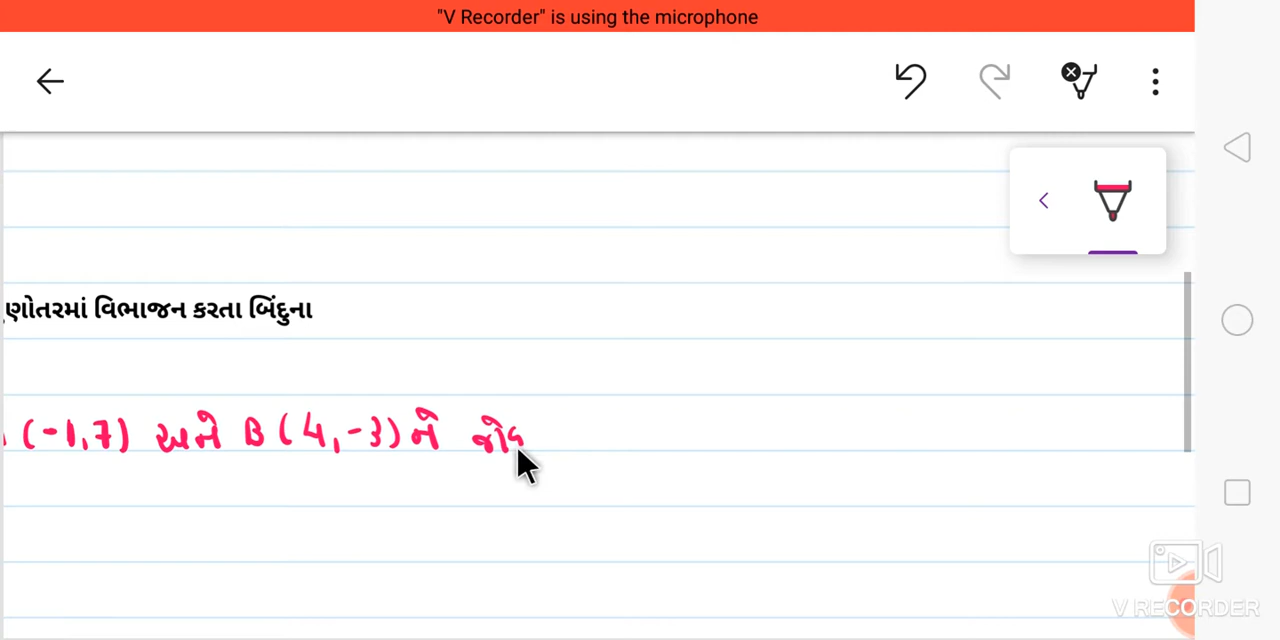 "V Recorder" is using the microphone
ણોતરમાં વિભાજન કરતા બિંદુના
(-1,7) અને B(4,-3)ને
V RECORDER